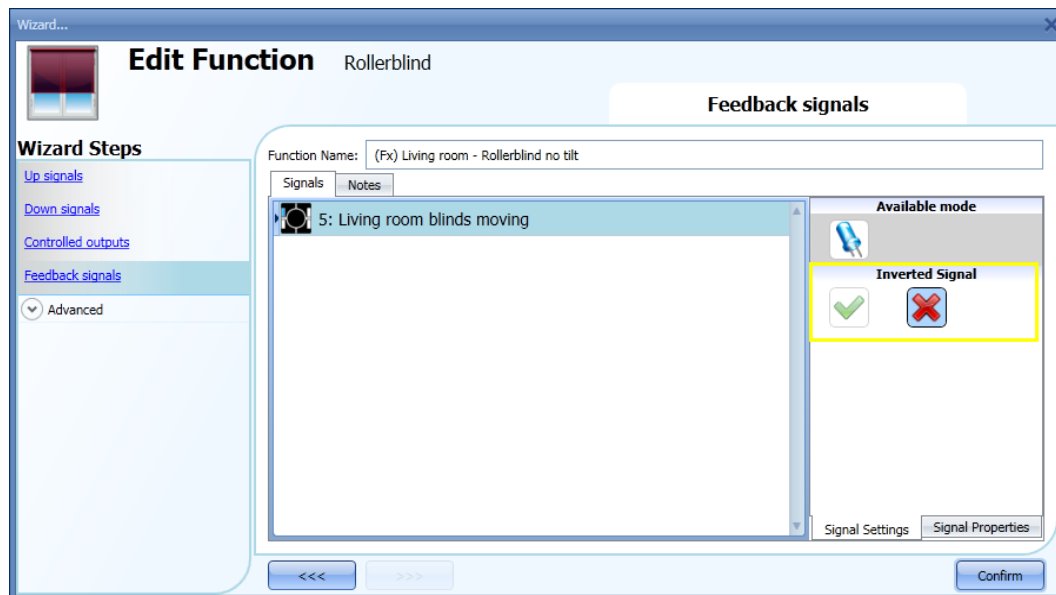 Wizard...
Edit Function Rollerblind
Feedback signals
Wizard Steps
Up signals
Down signals
Controlled outputs
Feedback signals
Advanced
Function Name: (Fx) Living room - Rollerblind no tilt
Signals Notes
5: Living room blinds moving
Available mode
Inverted Signal
Signal Settings Signal Properties
<<< >>> Confirm